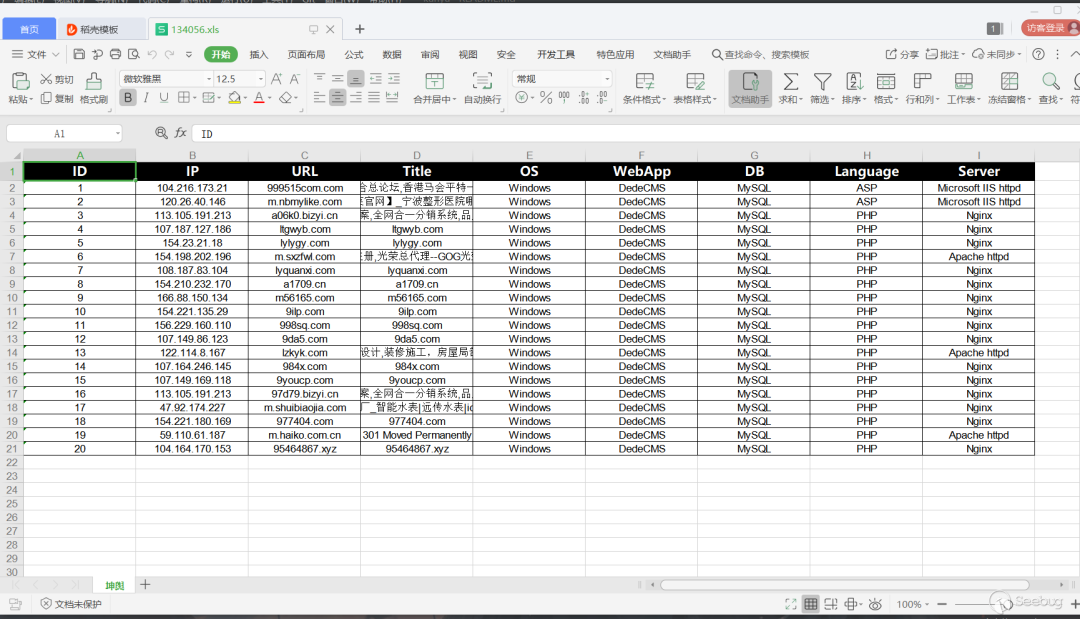 首页 稻壳模板 134056.xls 访客登录
文件 开始 插入 页面布局 公式 数据 审阅 视图 安全 开发工具 特色应用 文档助手 查找命令、搜索模板 分享 批注 未同步
粘贴 剪切 复制 格式刷 微软雅黑 12.5 B I U 合并居中 自动换行 常规 条件格式 表格样式 文档助手 求和 筛选 排序 格式 行和列 工作表 冻结窗格 查找
A1 fx ID
A B C D E F G H I
1 ID IP URL Title OS WebApp DB Language Server
2 1 104.216.173.21 999515com.com 合总论坛,香港马会平特一 Windows DedeCMS MySQL ASP Microsoft IIS httpd
3 2 120.26.40.146 m.nbmylike.com 官网】_宁波整形医院哪 Windows DedeCMS MySQL ASP Microsoft IIS httpd
4 3 113.105.191.213 a06k0.bizyi.cn 案,全网合一分销系统,品 Windows DedeCMS MySQL PHP Nginx
5 4 107.187.127.186 ltgwyb.com ltgwyb.com Windows DedeCMS MySQL PHP Nginx
6 5 154.23.21.18 lylygy.com lylygy.com Windows DedeCMS MySQL PHP Nginx
7 6 154.198.202.196 m.sxzfwl.com 册,光荣总代理--GOG光 Windows DedeCMS MySQL PHP Apache httpd
8 7 108.187.83.104 lyquanxi.com lyquanxi.com Windows DedeCMS MySQL PHP Nginx
9 8 154.210.232.170 a1709.cn a1709.cn Windows DedeCMS MySQL PHP Nginx
10 9 166.88.150.134 m56165.com m56165.com Windows DedeCMS MySQL PHP Nginx
11 10 154.221.135.29 9ilp.com 9ilp.com Windows DedeCMS MySQL PHP Nginx
12 11 156.229.160.110 998sq.com 998sq.com Windows DedeCMS MySQL PHP Nginx
13 12 107.149.86.123 9da5.com 9da5.com Windows DedeCMS MySQL PHP Nginx
14 13 122.114.8.167 lzkyk.com 设计,装修施工，房屋局部 Windows DedeCMS MySQL PHP Apache httpd
15 14 107.164.246.145 984x.com 984x.com Windows DedeCMS MySQL PHP Nginx
16 15 107.149.169.118 9youcp.com 9youcp.com Windows DedeCMS MySQL PHP Nginx
17 16 113.105.191.213 97d79.bizyi.cn 案,全网合一分销系统,品 Windows DedeCMS MySQL PHP Nginx
18 17 47.92.174.227 m.shuibiaojia.com 厂_智能水表|远传水表|ic Windows DedeCMS MySQL PHP Nginx
19 18 154.221.180.169 977404.com 977404.com Windows DedeCMS MySQL PHP Nginx
20 19 59.110.61.187 m.haiko.com.cn 301 Moved Permanently Windows DedeCMS MySQL PHP Apache httpd
21 20 104.164.170.153 95464867.xyz 95464867.xyz Windows DedeCMS MySQL PHP Nginx
22
23
24
25
26
27
28
29
30
坤舆
文档未保护 100%
Seebug